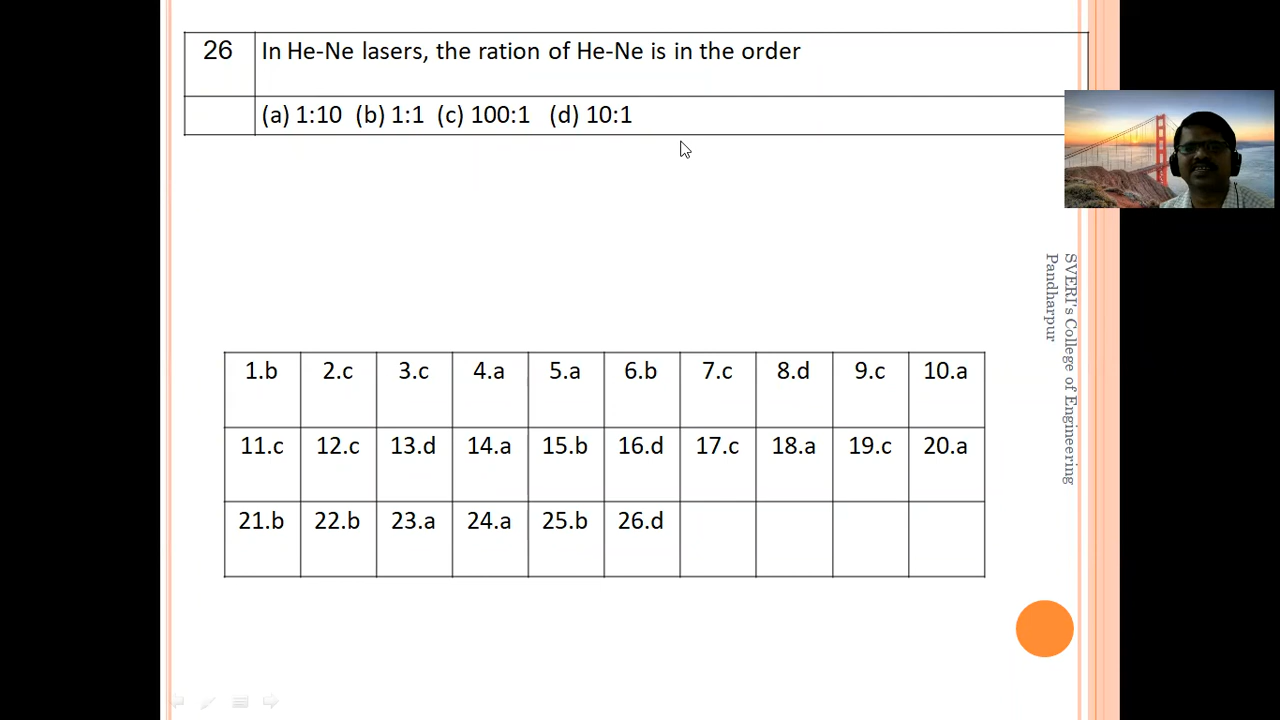 26 In He-Ne lasers, the ration of He-Ne is in the order
(a) 1:10 (b) 1:1 (c) 100:1 (d) 10:1
SVERI's College of Engineering
Pandharpur
1.b 2.c 3.c 4.a 5.a 6.b 7.c 8.d 9.c 10.a
11.c 12.c 13.d 14.a 15.b 16.d 17.c 18.a 19.c 20.a
21.b 22.b 23.a 24.a 25.b 26.d